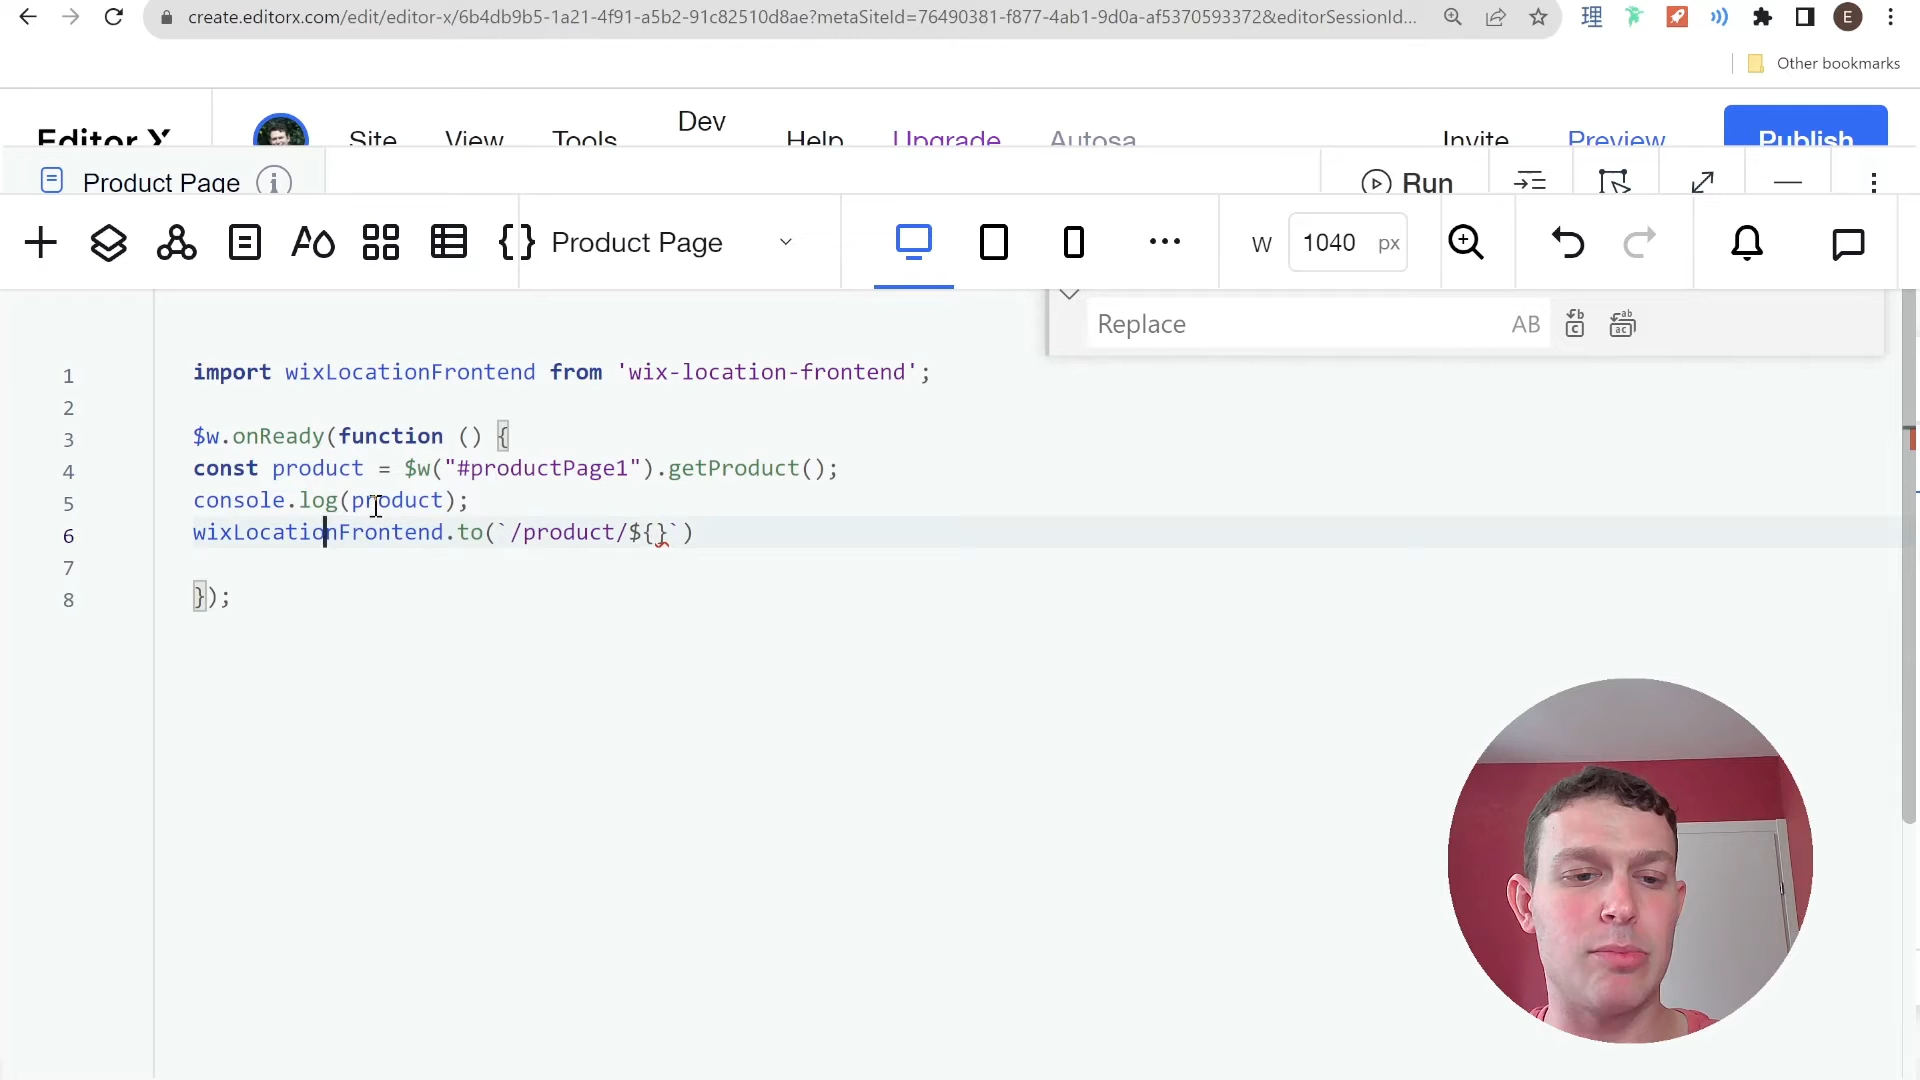 create.editorx.com/edit/editor-x/6b4db9b5-1a21-4f91-a5b2-91c82510d8ae?metaSiteId=76490381-f877-4ab1-9d0a-af5370593372&editorSessionId...
理
E
Other bookmarks
Editor X
Site
View
Tools
Dev
Help
Upgrade
Autosa
Invite
Preview
Publish
Product Page
Run
Product Page
W
1040
px
Replace
AB
1 import wixLocationFrontend from 'wix-location-frontend';
2
3 $w.onReady(function () {
4 const product = $w("#productPage1").getProduct();
5 console.log(product);
6 wixLocationFrontend.to(`/product/${}`)
7
8 });